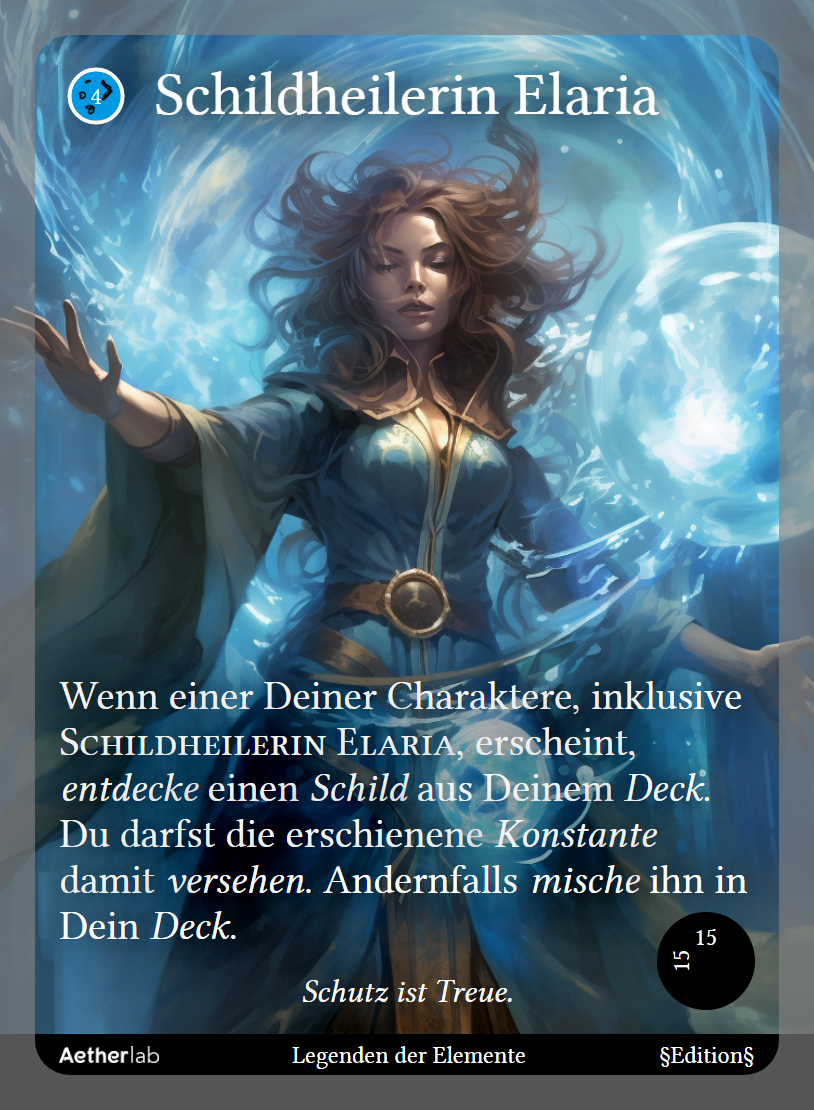 4
Schildheilerin Elaria
Wenn einer Deiner Charaktere, inklusive
Schildheilerin Elaria, erscheint,
entdecke einen Schild aus Deinem Deck.
Du darfst die erschienene Konstante
damit versehen. Andernfalls mische ihn in
Dein Deck.
15
15
Schutz ist Treue.
Aetherlab
Legenden der Elemente
§Edition§